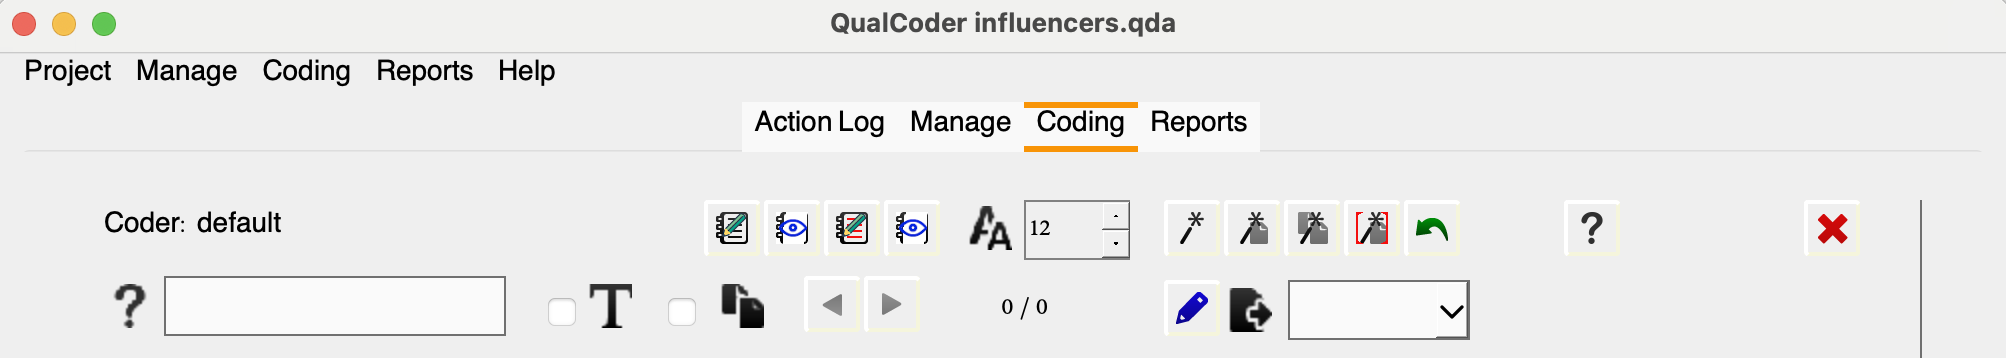 QualCoder influencers.qda
Project Manage Coding Reports Help
Action Log Manage Coding Reports
Coder: default
12
?
?
T
0 / 0